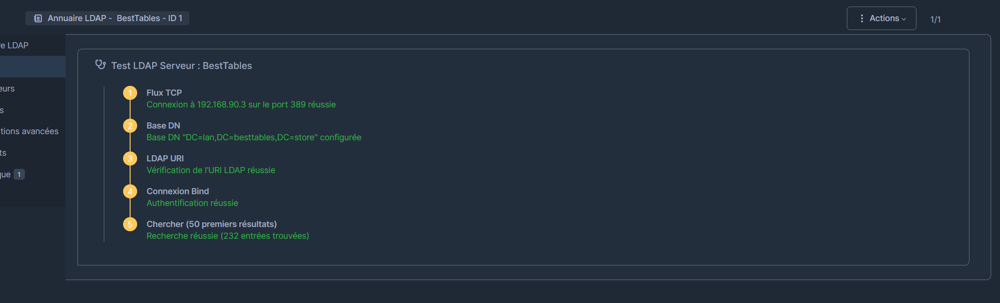 Annuaire LDAP - BestTables - ID 1
Actions
1/1
re LDAP
eurs
s
tions avancées
ts
que 1
Test LDAP Serveur : BestTables
1 Flux TCP
Connexion à 192.168.90.3 sur le port 389 réussie
2 Base DN
Base DN "DC=lan,DC=besttables,DC=store" configurée
3 LDAP URI
Vérification de l’URI LDAP réussie
4 Connexion Bind
Authentification réussie
5 Chercher (50 premiers résultats)
Recherche réussie (232 entrées trouvées)